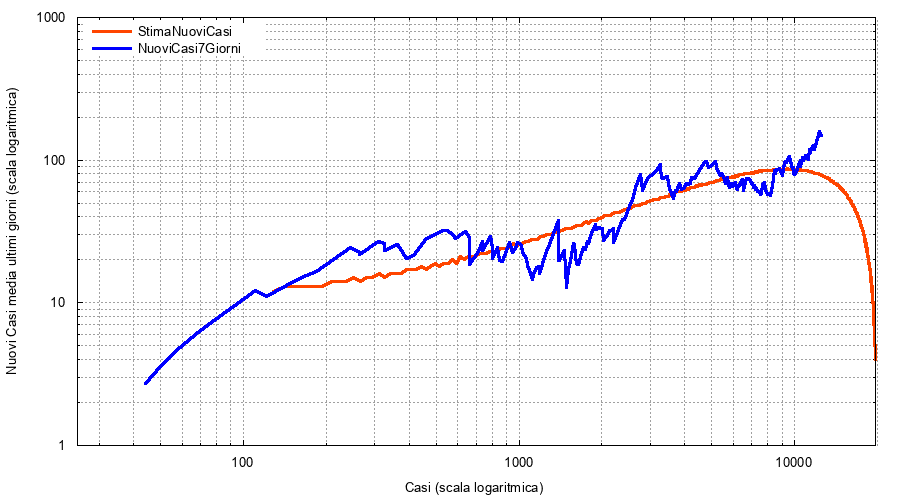 1000
100
10
1
StimaNuoviCasi
NuoviCasi7Giorni
Nuovi Casi media ultimi giorni (scala logaritmica)
100 1000 10000
Casi (scala logaritmica)